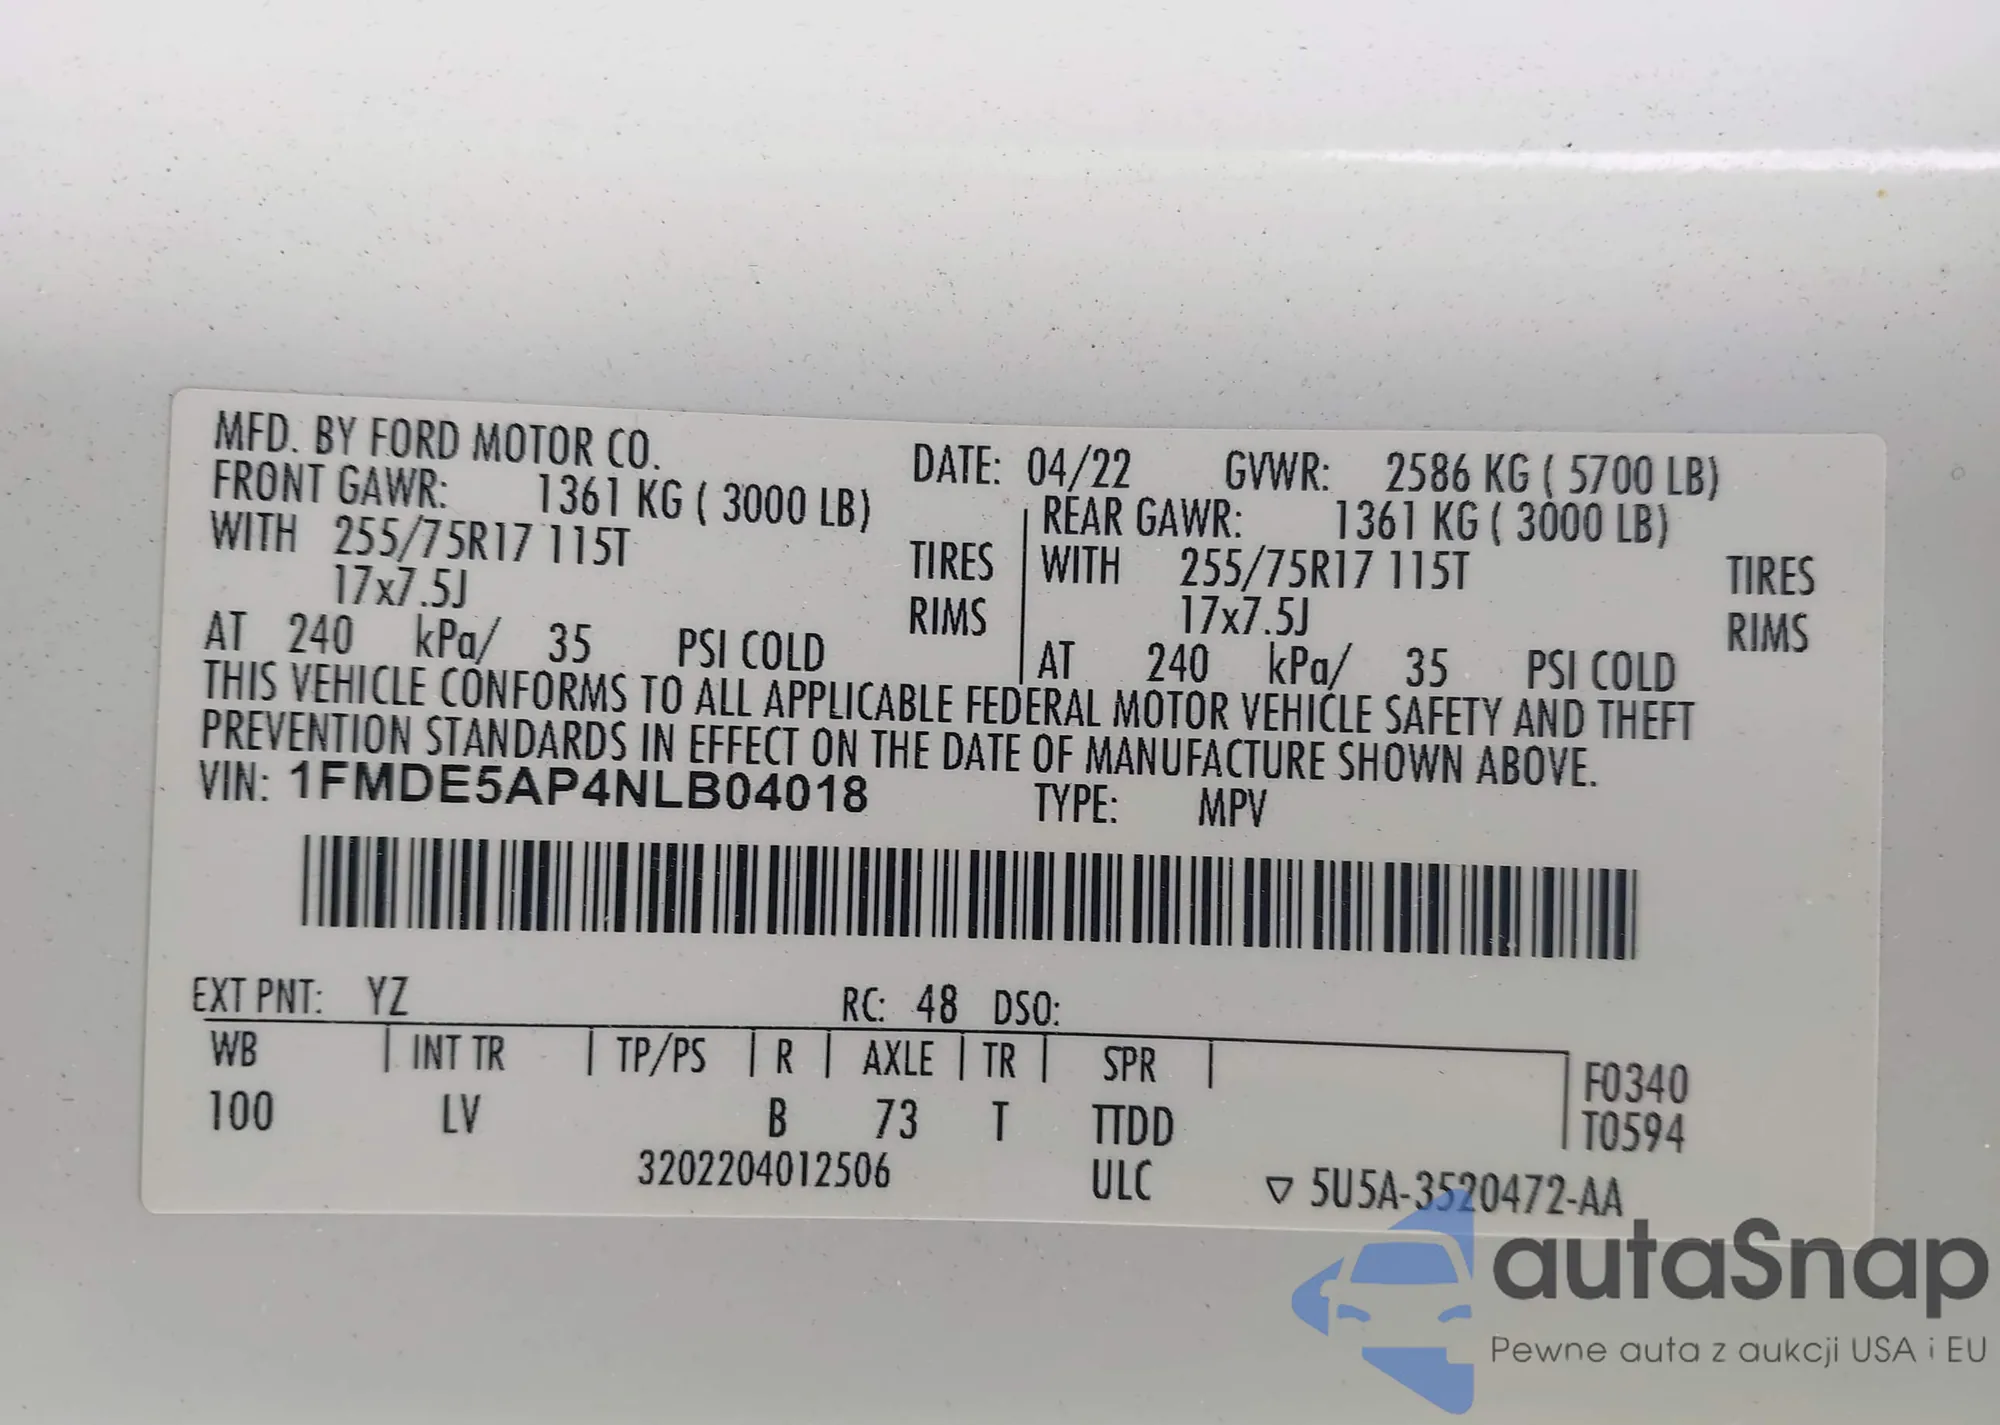 MFD. BY FORD MOTOR CO.
DATE: 04/22 GVWR: 2586 KG ( 5700 LB)
FRONT GAWR: 1361 KG ( 3000 LB)
WITH 255/75R17 115T TIRES
17x7.5J RIMS
AT 240 kPa/ 35 PSI COLD
REAR GAWR: 1361 KG ( 3000 LB)
WITH 255/75R17 115T TIRES
17x7.5J RIMS
AT 240 kPa/ 35 PSI COLD
THIS VEHICLE CONFORMS TO ALL APPLICABLE FEDERAL MOTOR VEHICLE SAFETY AND THEFT
PREVENTION STANDARDS IN EFFECT ON THE DATE OF MANUFACTURE SHOWN ABOVE.
VIN: 1FMDE5AP4NLB04018 TYPE: MPV
EXT PNT: YZ RC: 48 DSO:
WB INT TR TP/PS R AXLE TR SPR
100 LV B 73 T TTDD
F0340
T0594
3202204012506 ULC ▽ 5U5A-3520472-AA
autaSnap
Pewne auta z aukcji USA i EU